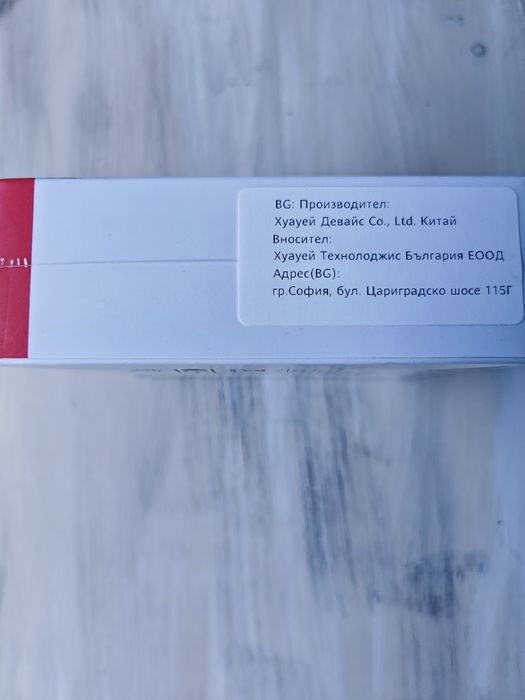 BG: Производител:
Хуауей Девайс Co., Ltd. Китай
Вносител:
Хуауей Технолоджис България ЕООД
Адрес(BG):
гр.София, бул. Цариградско шосе 115Г